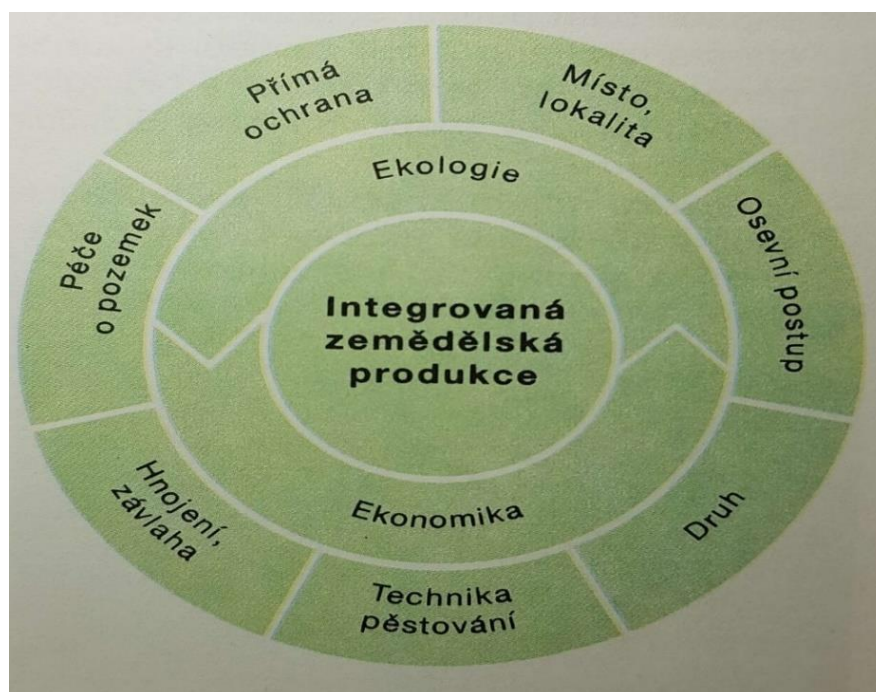 Přímá
ochrana
Místo,
lokalita
Ekologie
Péče
o pozemek
Osevní postup
Integrovaná
zemědělská
produkce
Hnojení,
závlaha
Ekonomika
Druh
Technika
pěstování